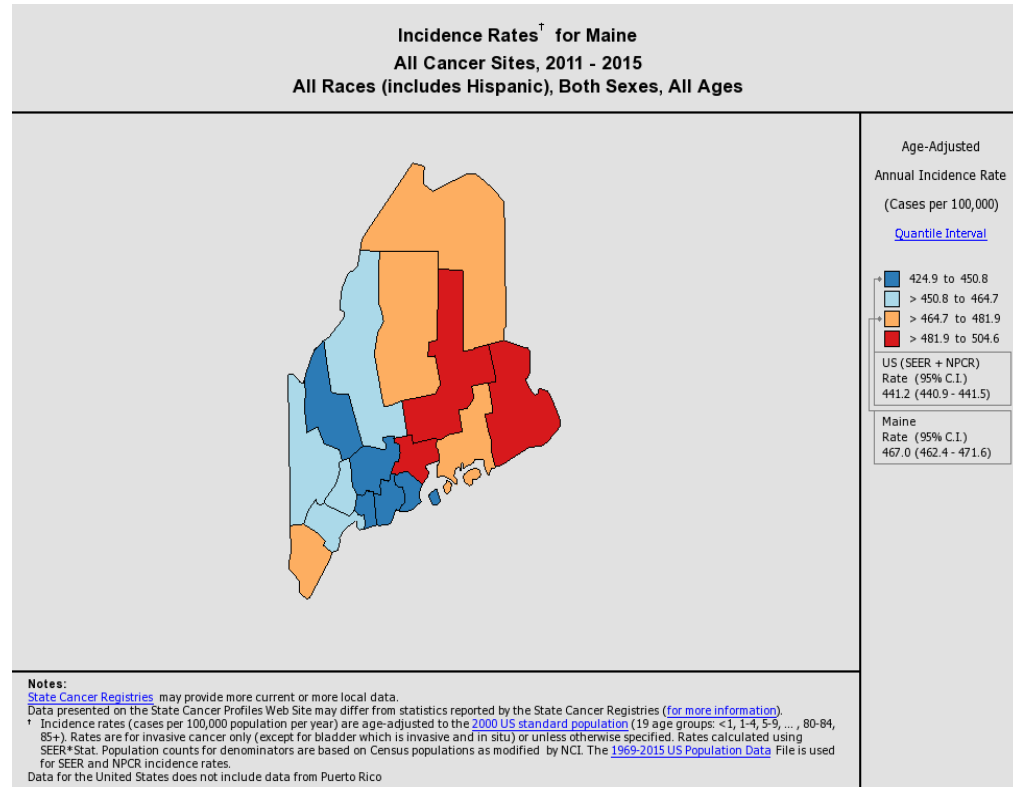 Incidence Rates† for Maine
All Cancer Sites, 2011 - 2015
All Races (includes Hispanic), Both Sexes, All Ages
Age-Adjusted
Annual Incidence Rate
(Cases per 100,000)
Quantile Interval
424.9 to 450.8
> 450.8 to 464.7
> 464.7 to 481.9
> 481.9 to 504.6
US (SEER + NPCR)
Rate (95% C.I.)
441.2 (440.9 - 441.5)
Maine
Rate (95% C.I.)
467.0 (462.4 - 471.6)
Notes:
State Cancer Registries may provide more current or more local data.
Data presented on the State Cancer Profiles Web Site may differ from statistics reported by the State Cancer Registries (for more information).
† Incidence rates (cases per 100,000 population per year) are age-adjusted to the 2000 US standard population (19 age groups: <1, 1-4, 5-9, ... , 80-84,
85+). Rates are for invasive cancer only (except for bladder which is invasive and in situ) or unless otherwise specified. Rates calculated using
SEER*Stat. Population counts for denominators are based on Census populations as modified by NCI. The 1969-2015 US Population Data File is used
for SEER and NPCR incidence rates.
Data for the United States does not include data from Puerto Rico